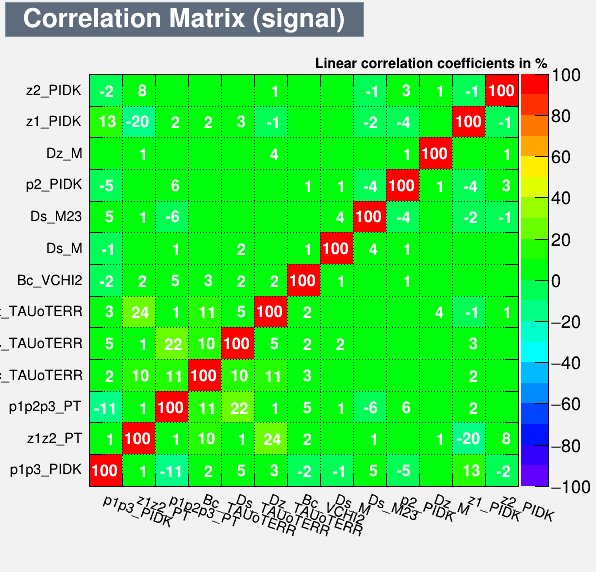 Correlation Matrix (signal)
Linear correlation coefficients in %
z2_PIDK -2 8 1 -1 3 1 -1 100
z1_PIDK 13 -20 2 2 3 -1 -2 -4 100 -1
Dz_M 1 4 1 100 1
p2_PIDK -5 6 1 1 -4 100 1 -4 3
Ds_M23 5 1 -6 4 100 -4 -2 -1
Ds_M -1 1 2 1 100 4 1
Bc_VCHI2 -2 2 5 3 2 2 100 1 1
_TAUoTERR 3 24 1 11 5 100 2 4 -1 1
_TAUoTERR 5 1 22 10 100 5 2 2 3
_TAUoTERR 2 10 11 100 10 11 3 2
p1p2p3_PT -11 1 100 11 22 1 5 1 -6 6 2
z1z2_PT 1 100 1 10 1 24 2 1 1 -20 8
p1p3_PIDK 100 1 -11 2 5 3 -2 -1 5 -5 13 -2
p1p3_PIDK
z1z2_PT
p1p2p3_PT
Bc_TAUoTERR
Ds_TAUoTERR
Dz_TAUoTERR
Bc_VCHI2
Ds_M
Ds_M23
p2_PIDK
Dz_M
z1_PIDK
z2_PIDK
100
80
60
40
20
0
−20
−40
−60
−80
−100